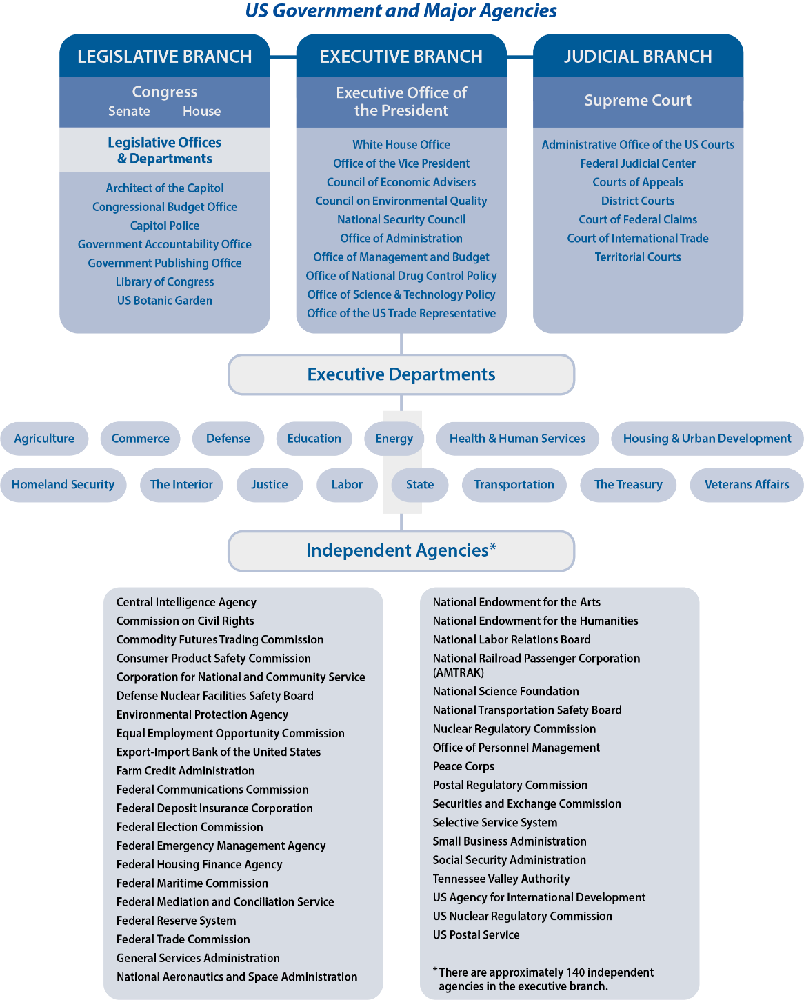 US Government and Major Agencies
LEGISLATIVE BRANCH
Congress
Senate House
Legislative Offices
& Departments
Architect of the Capitol
Congressional Budget Office
Capitol Police
Government Accountability Office
Government Publishing Office
Library of Congress
US Botanic Garden
EXECUTIVE BRANCH
Executive Office of
the President
White House Office
Office of the Vice President
Council of Economic Advisers
Council on Environmental Quality
National Security Council
Office of Administration
Office of Management and Budget
Office of National Drug Control Policy
Office of Science & Technology Policy
Office of the US Trade Representative
JUDICIAL BRANCH
Supreme Court
Administrative Office of the US Courts
Federal Judicial Center
Courts of Appeals
District Courts
Court of Federal Claims
Court of International Trade
Territorial Courts
Executive Departments
Agriculture
Commerce
Defense
Education
Energy
Health & Human Services
Housing & Urban Development
Homeland Security
The Interior
Justice
Labor
State
Transportation
The Treasury
Veterans Affairs
Independent Agencies*
Central Intelligence Agency
Commission on Civil Rights
Commodity Futures Trading Commission
Consumer Product Safety Commission
Corporation for National and Community Service
Defense Nuclear Facilities Safety Board
Environmental Protection Agency
Equal Employment Opportunity Commission
Export-Import Bank of the United States
Farm Credit Administration
Federal Communications Commission
Federal Deposit Insurance Corporation
Federal Election Commission
Federal Emergency Management Agency
Federal Housing Finance Agency
Federal Maritime Commission
Federal Mediation and Conciliation Service
Federal Reserve System
Federal Trade Commission
General Services Administration
National Aeronautics and Space Administration
National Endowment for the Arts
National Endowment for the Humanities
National Labor Relations Board
National Railroad Passenger Corporation
(AMTRAK)
National Science Foundation
National Transportation Safety Board
Nuclear Regulatory Commission
Office of Personnel Management
Peace Corps
Postal Regulatory Commission
Securities and Exchange Commission
Selective Service System
Small Business Administration
Social Security Administration
Tennessee Valley Authority
US Agency for International Development
US Nuclear Regulatory Commission
US Postal Service
* There are approximately 140 independent
agencies in the executive branch.